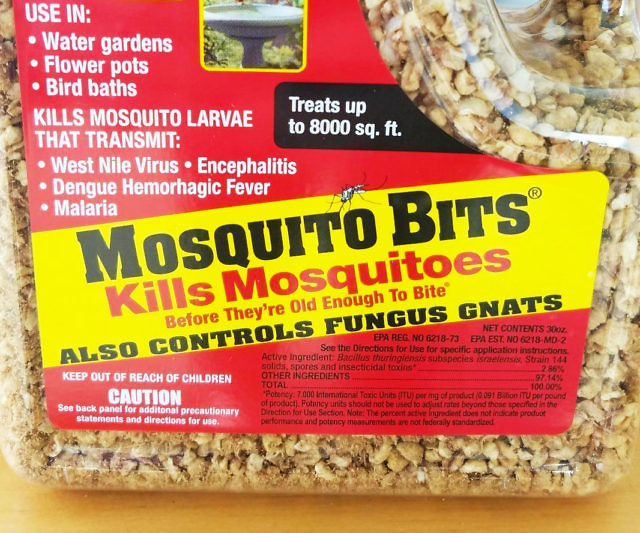 USE IN:
• Water gardens
• Flower pots
• Bird baths
KILLS MOSQUITO LARVAE
THAT TRANSMIT:
• West Nile Virus • Encephalitis
• Dengue Hemorhagic Fever
• Malaria
Treats up
to 8000 sq. ft.
MOSQUITO BITS®
Kills Mosquitoes
Before They're Old Enough To Bite®
ALSO CONTROLS FUNGUS GNATS
NET CONTENTS 30oz.
EPA REG. NO 6218-73 EPA EST. NO 6218-MD-2
See the Directions for Use for specific application instructions.
Active Ingredient: Bacillus thuringiensis subspecies israelensis, Strain 144
solids, spores and insecticidal toxins* 2.86%
OTHER INGREDIENTS 97.14%
TOTAL 100.00%
*Potency: 7,000 International Toxic Units (ITU) per mg of product (0.091 Billion ITU per pound
of product). Potency units should not be used to adjust rates beyond those specified in the
Direction for Use Section. Note: The percent active ingredient does not indicate product
performance and potency measurements are not federally standardized.
KEEP OUT OF REACH OF CHILDREN
CAUTION
See back panel for additonal precautionary
statements and directions for use.